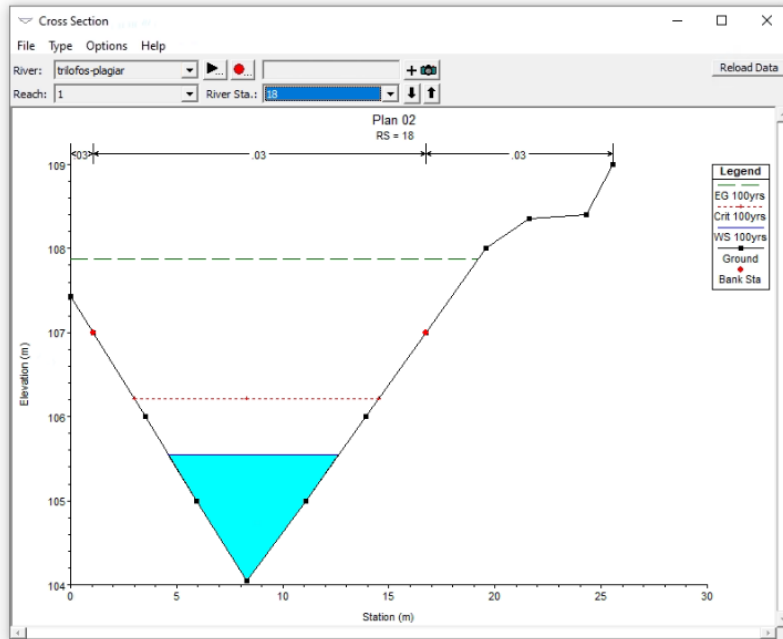 Cross Section
File Type Options Help
River: trilofos-plagiar ... ... + Reload Data
Reach: 1 River Sta.: 18
Plan 02
RS = 18
.03 .03 .03
Legend
EG 100yrs
Crit 100yrs
WS 100yrs
Ground
Bank Sta
109
108
107
106
105
104
Elevation (m)
0 5 10 15 20 25 30
Station (m)